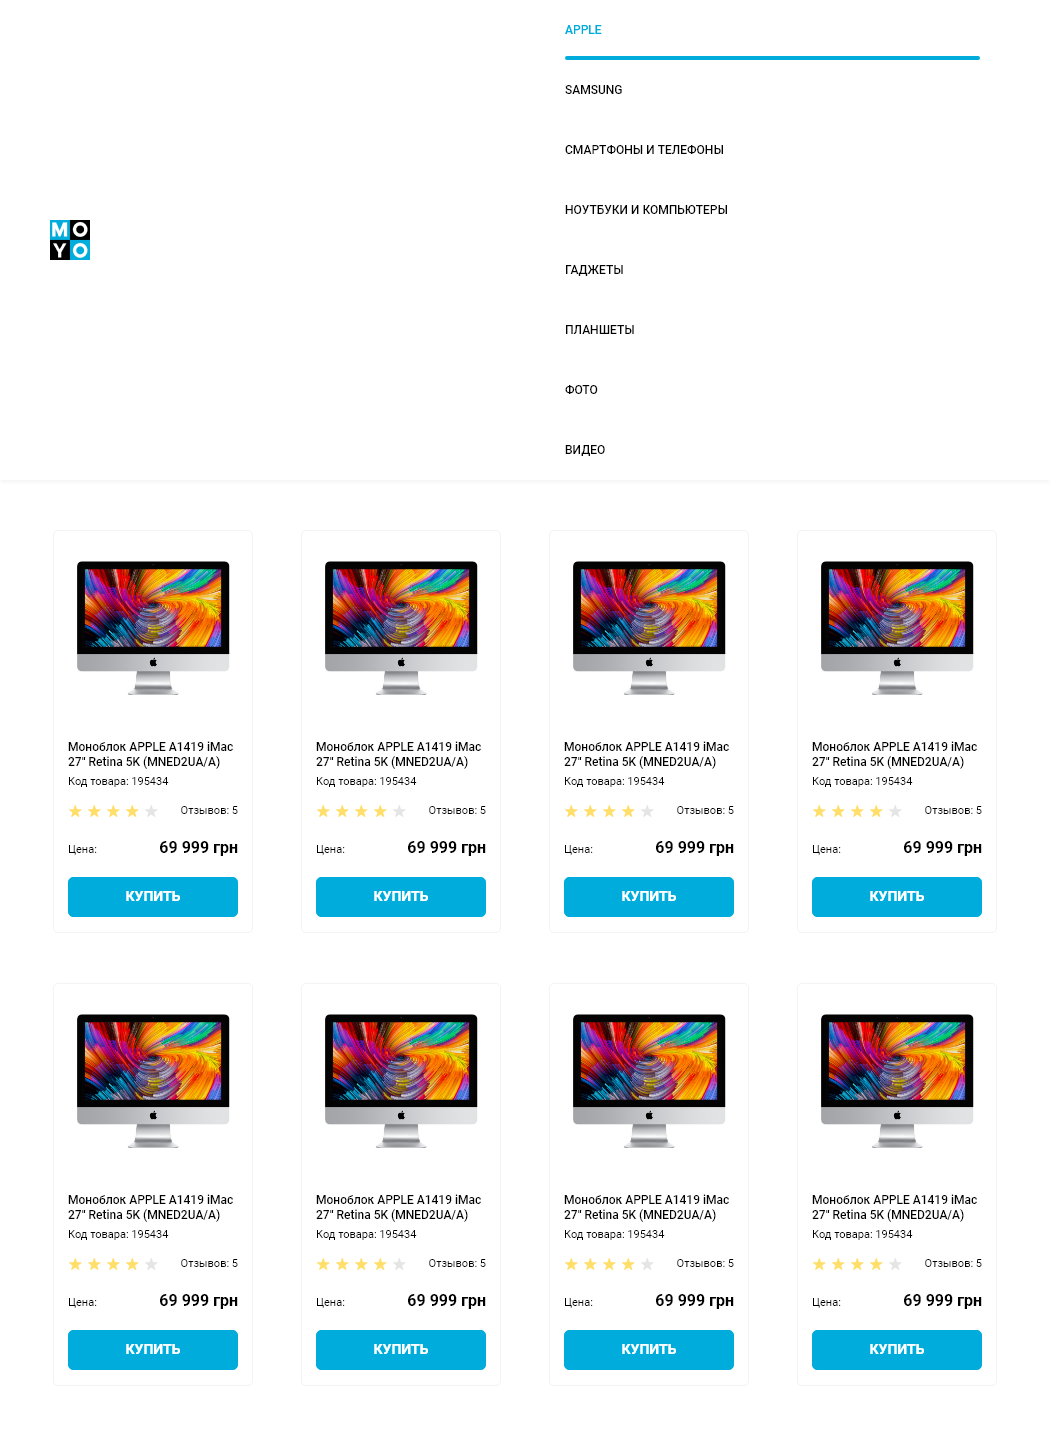 APPLE
SAMSUNG
СМАРТФОНЫ И ТЕЛЕФОНЫ
НОУТБУКИ И КОМПЬЮТЕРЫ
MO
YO
ГАДЖЕТЫ
ПЛАНШЕТЫ
ФОТО
ВИДЕО
Моноблок APPLE A1419 iMac
27" Retina 5K (MNED2UA/A)
Код товара: 195434
Отзывов: 5
Цена: 69 999 грн
КУПИТЬ
Моноблок APPLE A1419 iMac
27" Retina 5K (MNED2UA/A)
Код товара: 195434
Отзывов: 5
Цена: 69 999 грн
КУПИТЬ
Моноблок APPLE A1419 iMac
27" Retina 5K (MNED2UA/A)
Код товара: 195434
Отзывов: 5
Цена: 69 999 грн
КУПИТЬ
Моноблок APPLE A1419 iMac
27" Retina 5K (MNED2UA/A)
Код товара: 195434
Отзывов: 5
Цена: 69 999 грн
КУПИТЬ
Моноблок APPLE A1419 iMac
27" Retina 5K (MNED2UA/A)
Код товара: 195434
Отзывов: 5
Цена: 69 999 грн
КУПИТЬ
Моноблок APPLE A1419 iMac
27" Retina 5K (MNED2UA/A)
Код товара: 195434
Отзывов: 5
Цена: 69 999 грн
КУПИТЬ
Моноблок APPLE A1419 iMac
27" Retina 5K (MNED2UA/A)
Код товара: 195434
Отзывов: 5
Цена: 69 999 грн
КУПИТЬ
Моноблок APPLE A1419 iMac
27" Retina 5K (MNED2UA/A)
Код товара: 195434
Отзывов: 5
Цена: 69 999 грн
КУПИТЬ